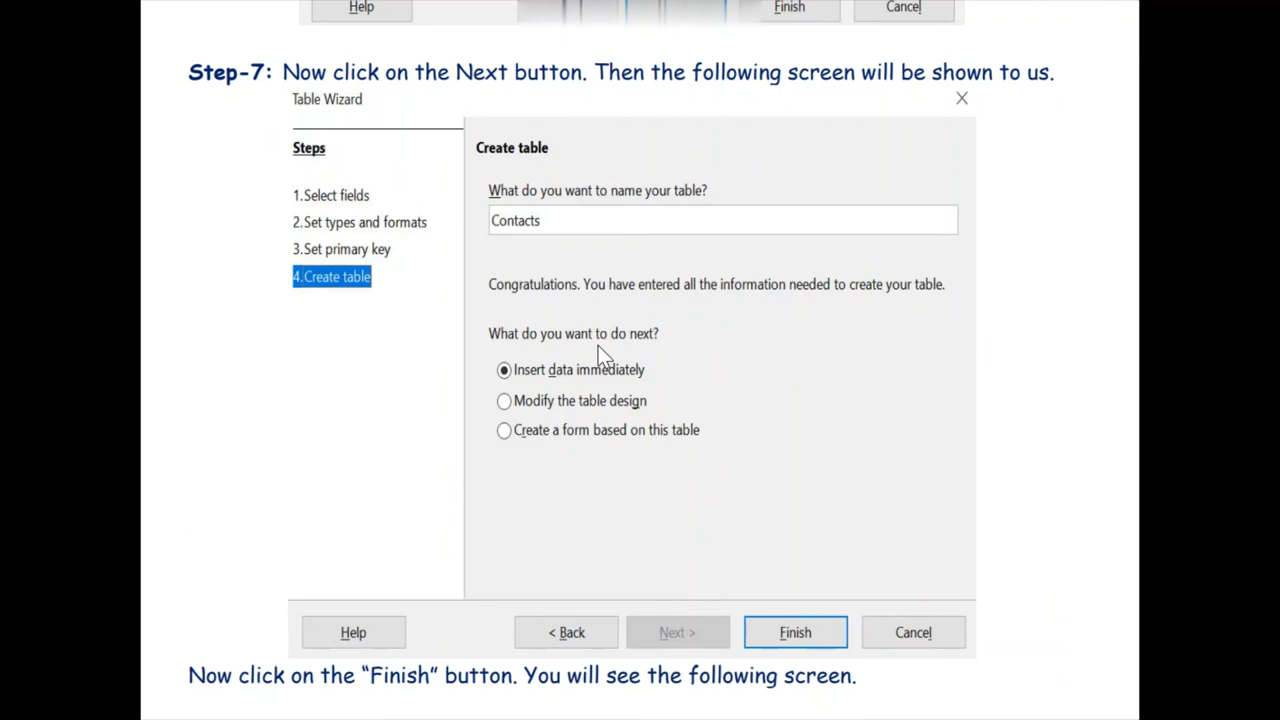 Help Finish Cancel
Step-7: Now click on the Next button. Then the following screen will be shown to us.
Table Wizard
Steps
1.Select fields
2.Set types and formats
3.Set primary key
4.Create table
Create table
What do you want to name your table?
Contacts
Congratulations. You have entered all the information needed to create your table.
What do you want to do next?
Insert data immediately
Modify the table design
Create a form based on this table
Help < Back Next > Finish Cancel
Now click on the “Finish” button. You will see the following screen.